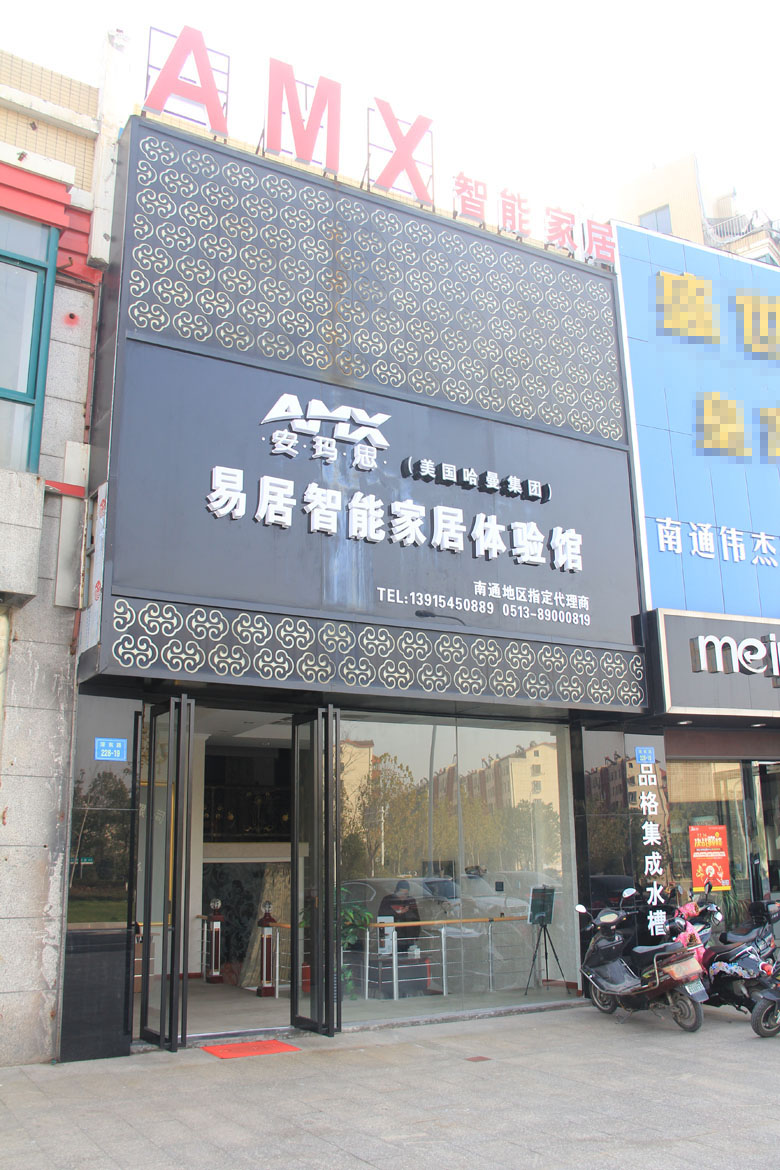 AMX 智能家居
AMX
·安·玛·思·
(美国哈曼集团)
易居智能家居体验馆
南通地区指定代理商
TEL:13915450889 0513-89000819
南通伟杰
226-19
品格集成水槽